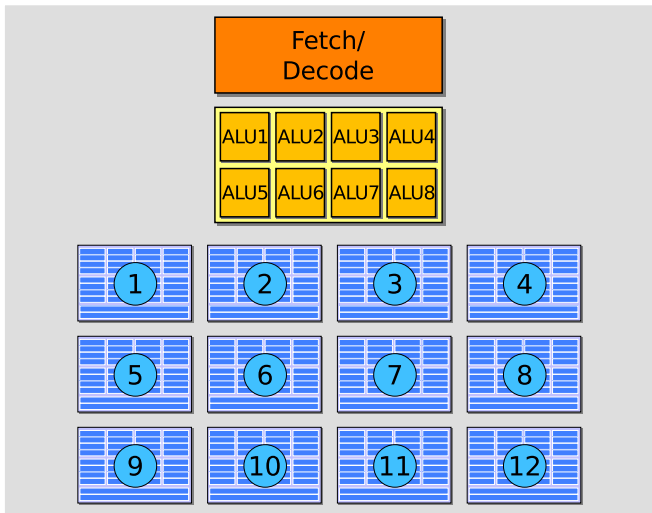 Fetch/
Decode
ALU1 ALU2 ALU3 ALU4
ALU5 ALU6 ALU7 ALU8
1 2 3 4
5 6 7 8
9 10 11 12